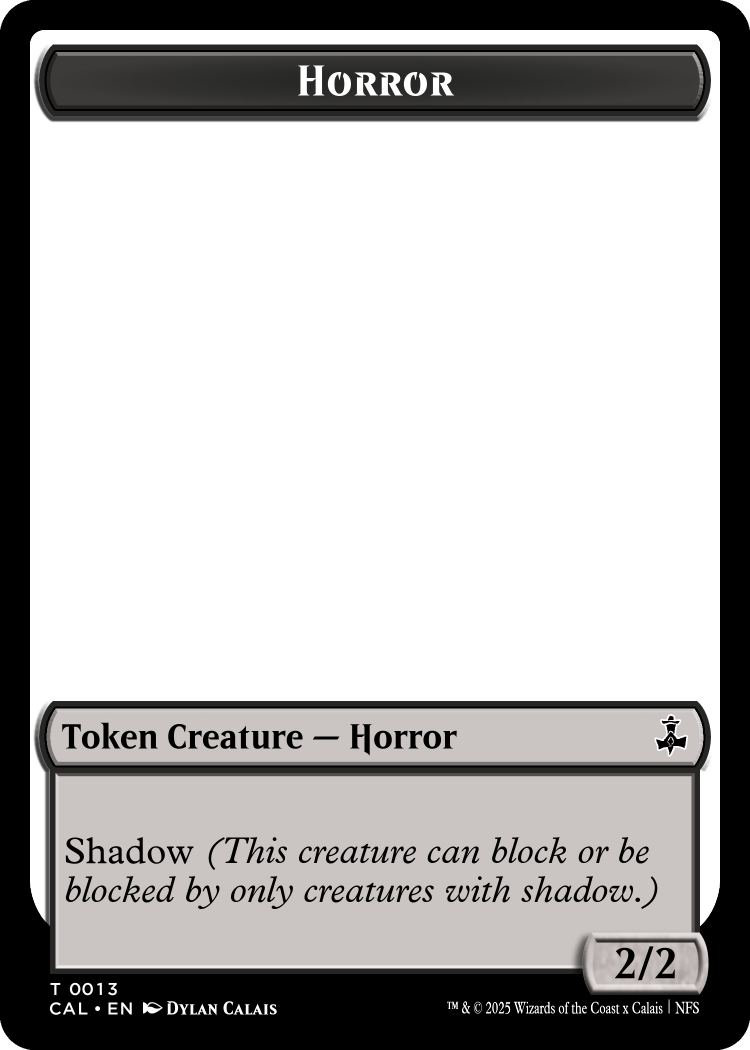 Horror
Token Creature — Horror
Shadow (This creature can block or be
blocked by only creatures with shadow.)
2/2
T 0013
CAL • EN Dylan Calais
™ & © 2025 Wizards of the Coast x Calais | NFS